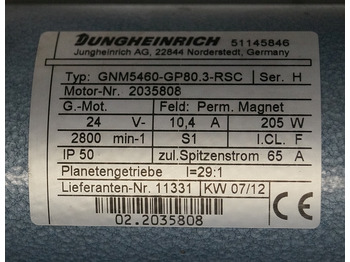 JUNGHEINRICH 51145846
Jungheinrich AG, 22844 Norderstedt, Germany
Typ: GNM5460-GP80.3-RSC Ser. H
Motor-Nr. 2035808
G.-Mot. Feld: Perm. Magnet
24 V- 10,4 A 205 W
2800 min-1 S1 I.CL. F
IP 50 zul.Spitzenstrom 65 A
Planetengetriebe I=29:1
Lieferanten-Nr. 11331 KW 07/12
02.2035808
CE